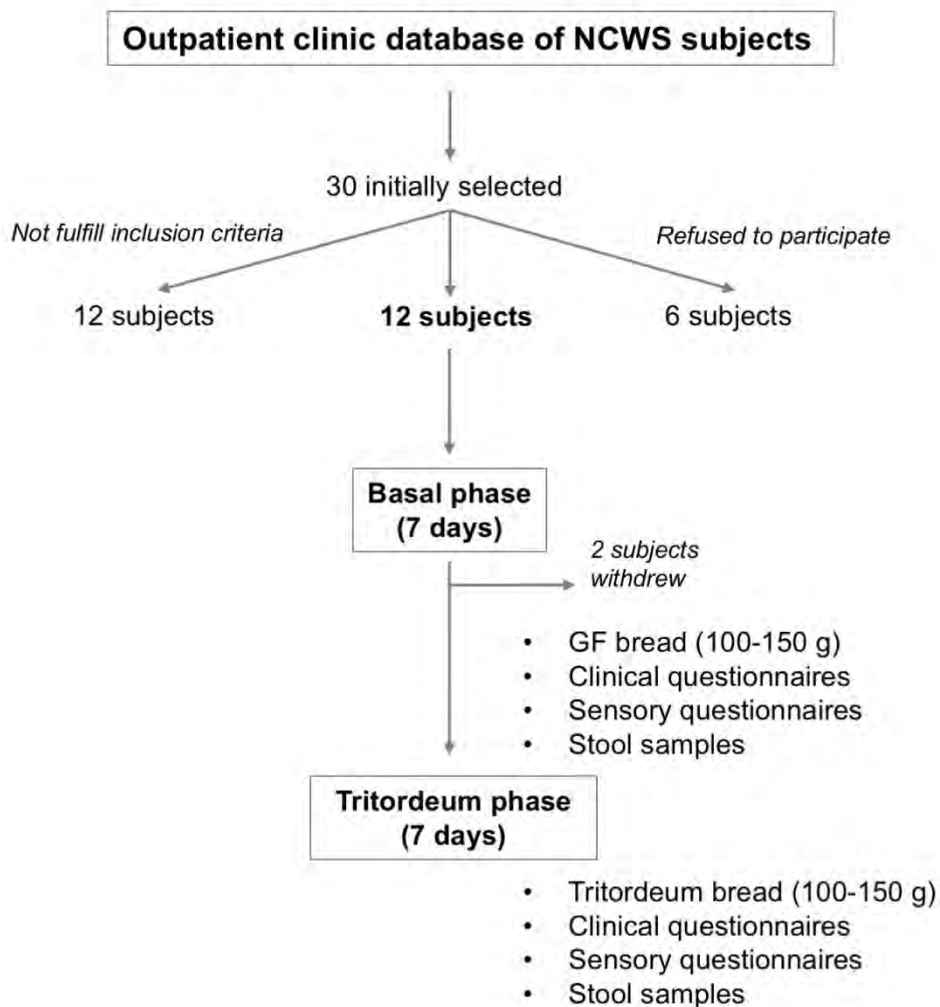 Outpatient clinic database of NCWS subjects
30 initially selected
Not fulfill inclusion criteria
Refused to participate
12 subjects
12 subjects
6 subjects
Basal phase
(7 days)
2 subjects
withdrew
• GF bread (100-150 g)
• Clinical questionnaires
• Sensory questionnaires
• Stool samples
Tritordeum phase
(7 days)
• Tritordeum bread (100-150 g)
• Clinical questionnaires
• Sensory questionnaires
• Stool samples